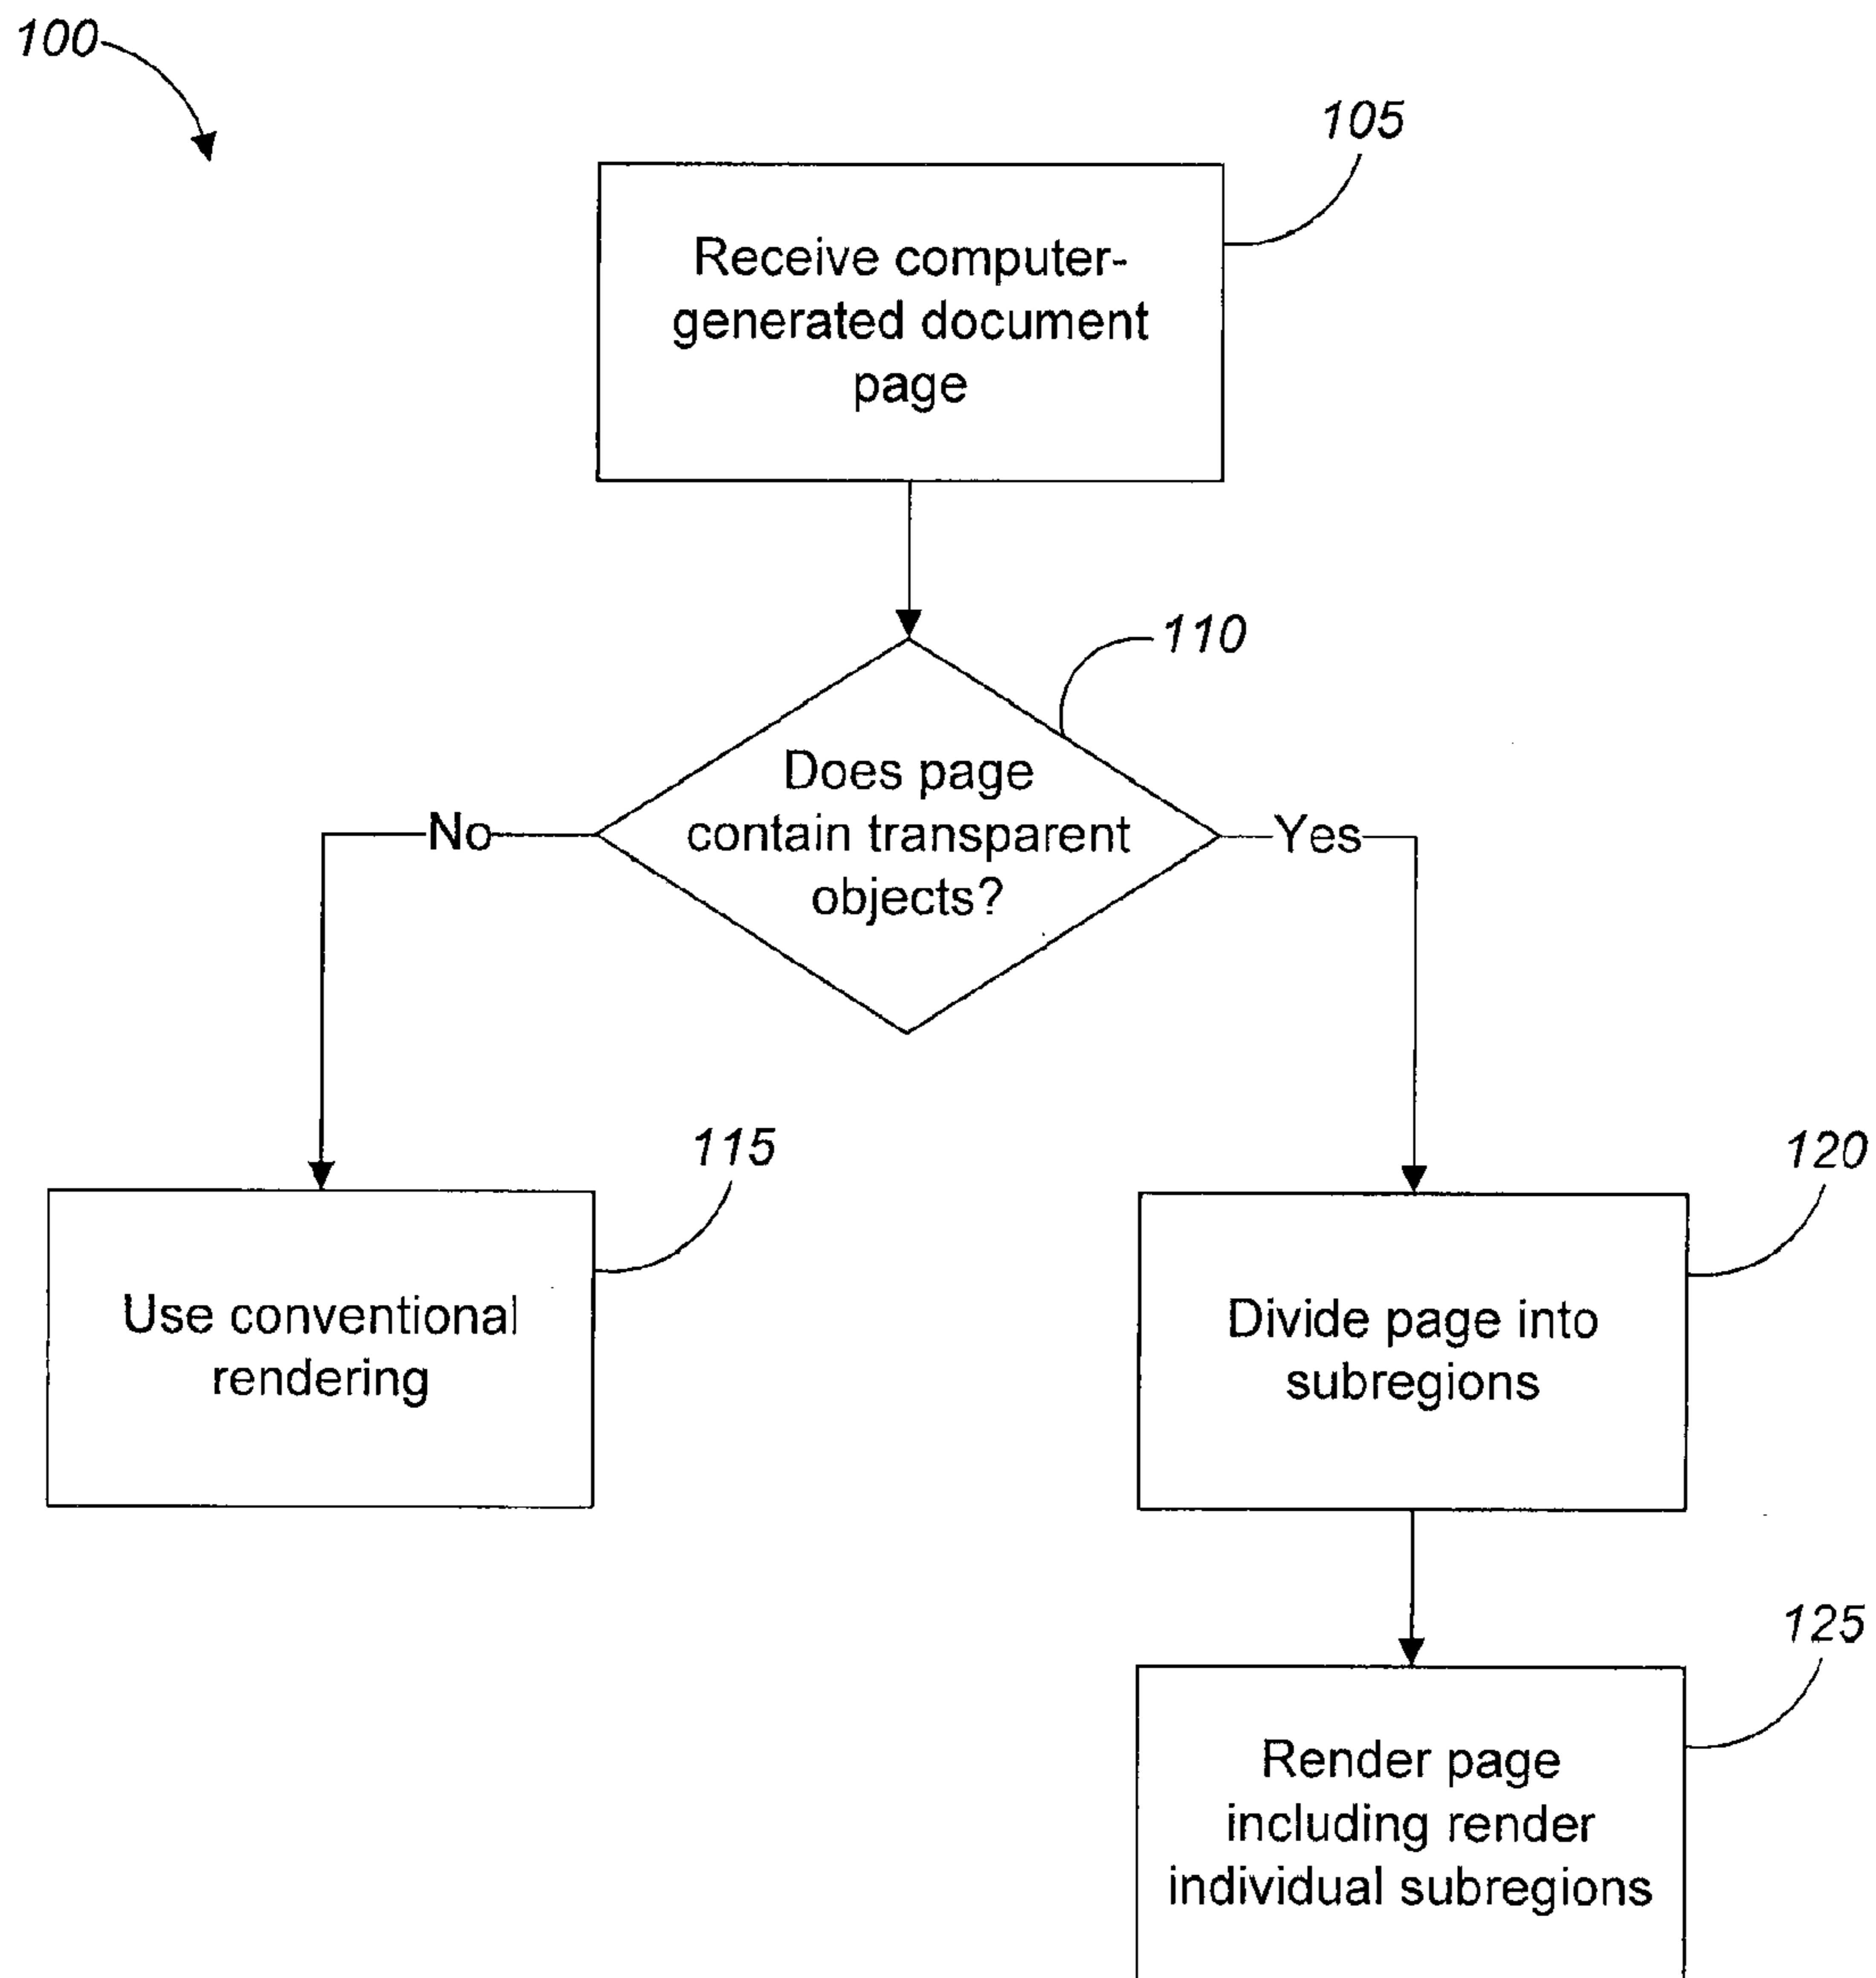 100
105
Receive computer-
generated document
page
110
Does page
contain transparent
objects?
No
Yes
115
120
Use conventional
rendering
Divide page into
subregions
125
Render page
including render
individual subregions